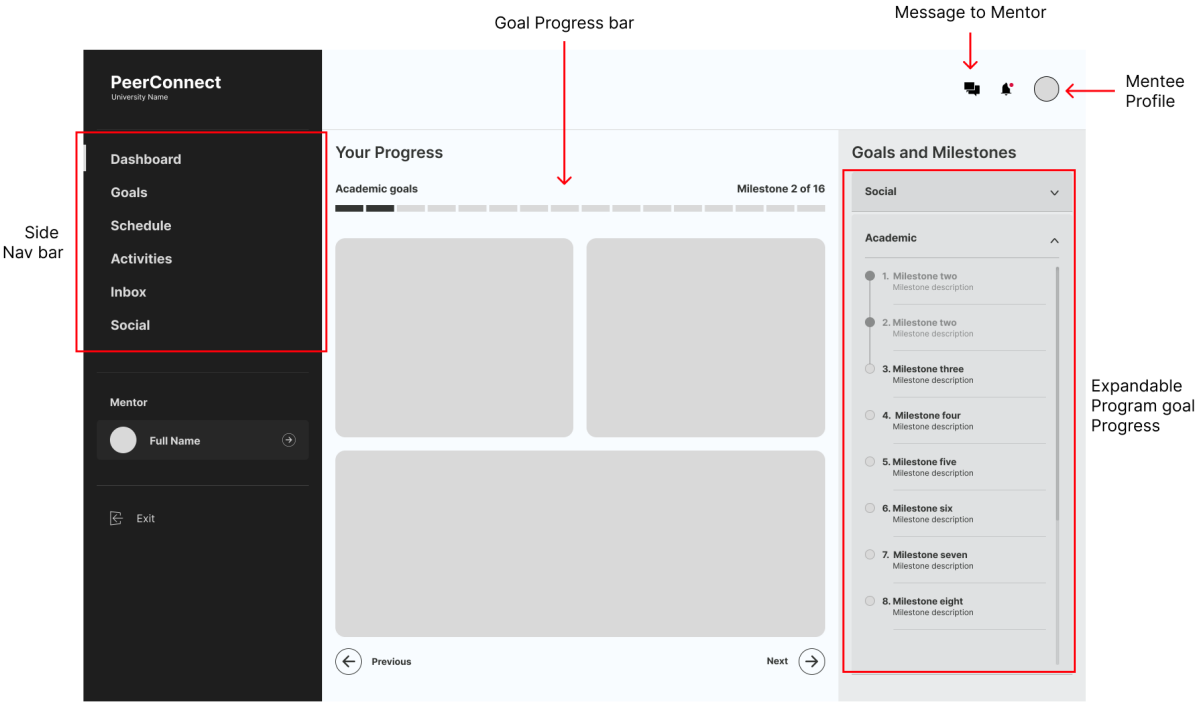 Goal Progress bar
Message to Mentor
Mentee
Profile
PeerConnect
University Name
Side
Nav bar
Dashboard
Goals
Schedule
Activities
Inbox
Social
Mentor
Full Name
Exit
Your Progress
Academic goals
Milestone 2 of 16
Previous
Next
Goals and Milestones
Social
Academic
1. Milestone two
Milestone description
2. Milestone two
Milestone description
3. Milestone three
Milestone description
4. Milestone four
Milestone description
5. Milestone five
Milestone description
6. Milestone six
Milestone description
7. Milestone seven
Milestone description
8. Milestone eight
Milestone description
Expandable
Program goal
Progress